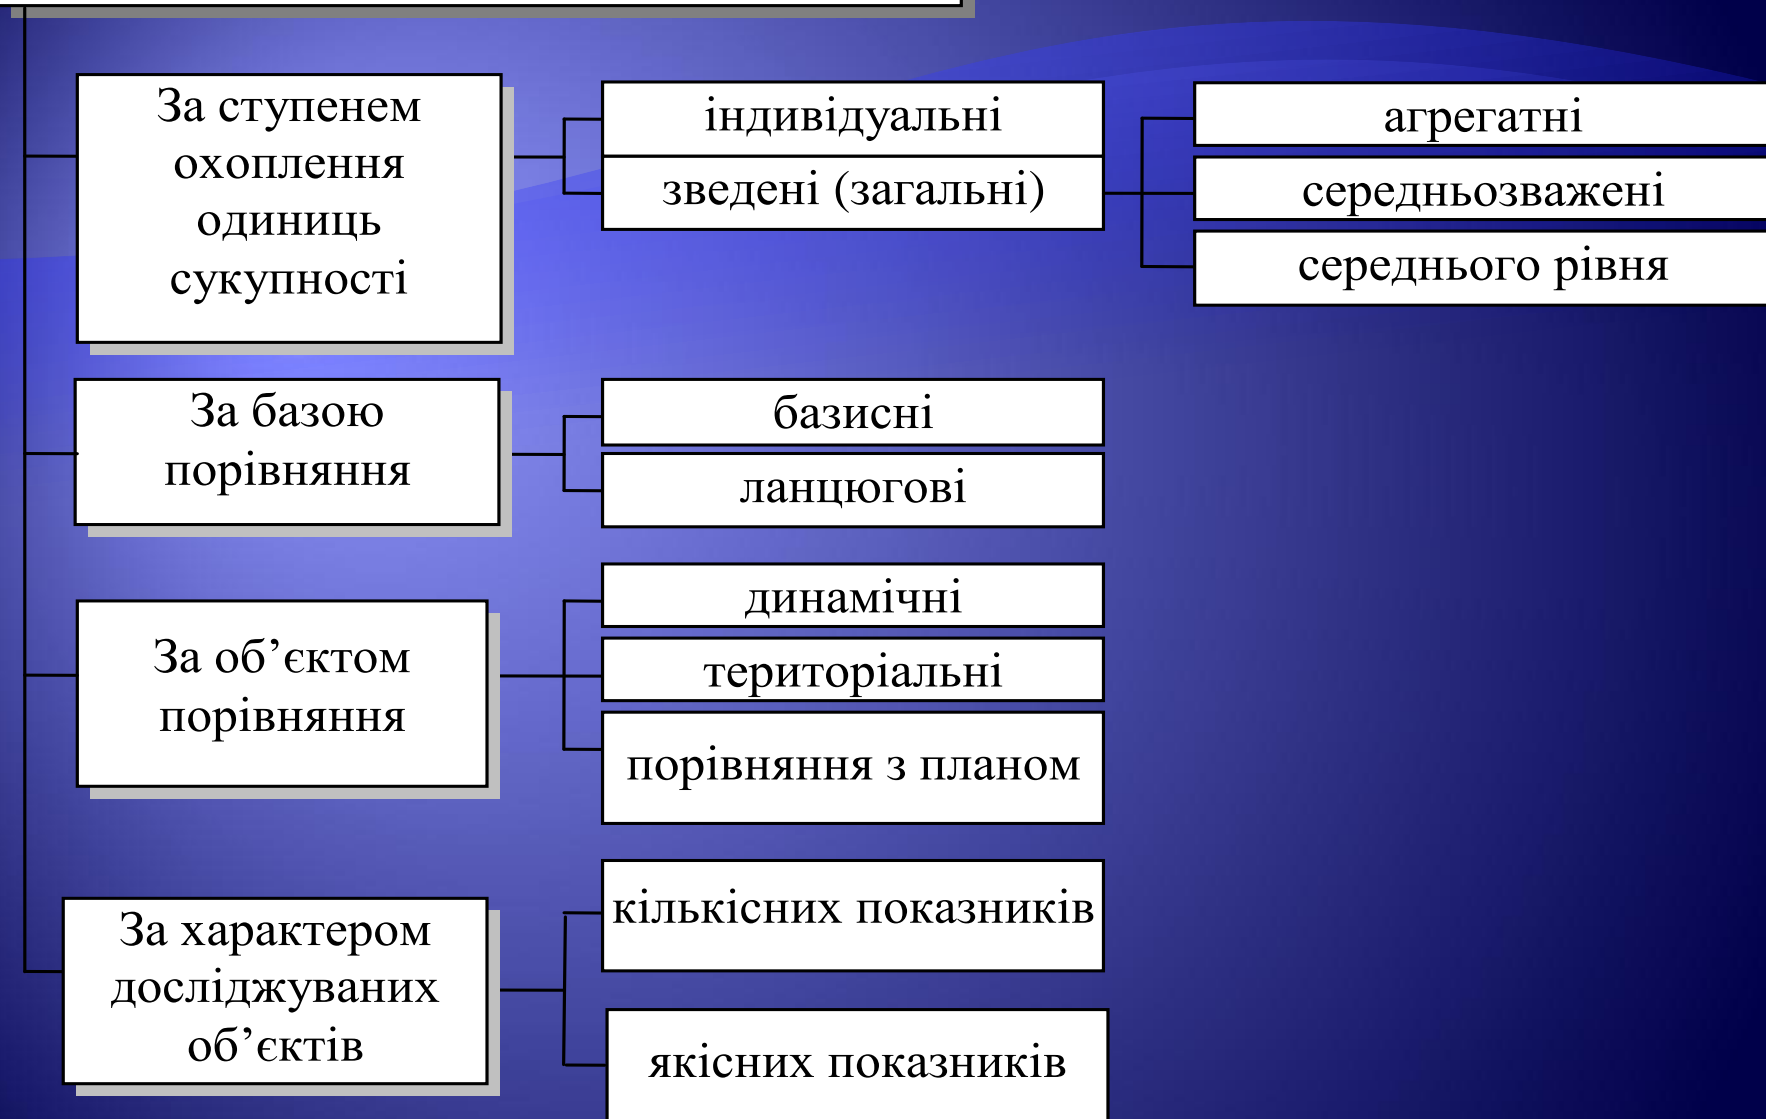 За ступенем
охоплення
одиниць
сукупності
індивідуальні
зведені (загальні)
агрегатні
середньозважені
середнього рівня
За базою
порівняння
базисні
ланцюгові
За об’єктом
порівняння
динамічні
територіальні
порівняння з планом
За характером
досліджуваних
об’єктів
кількісних показників
якісних показників